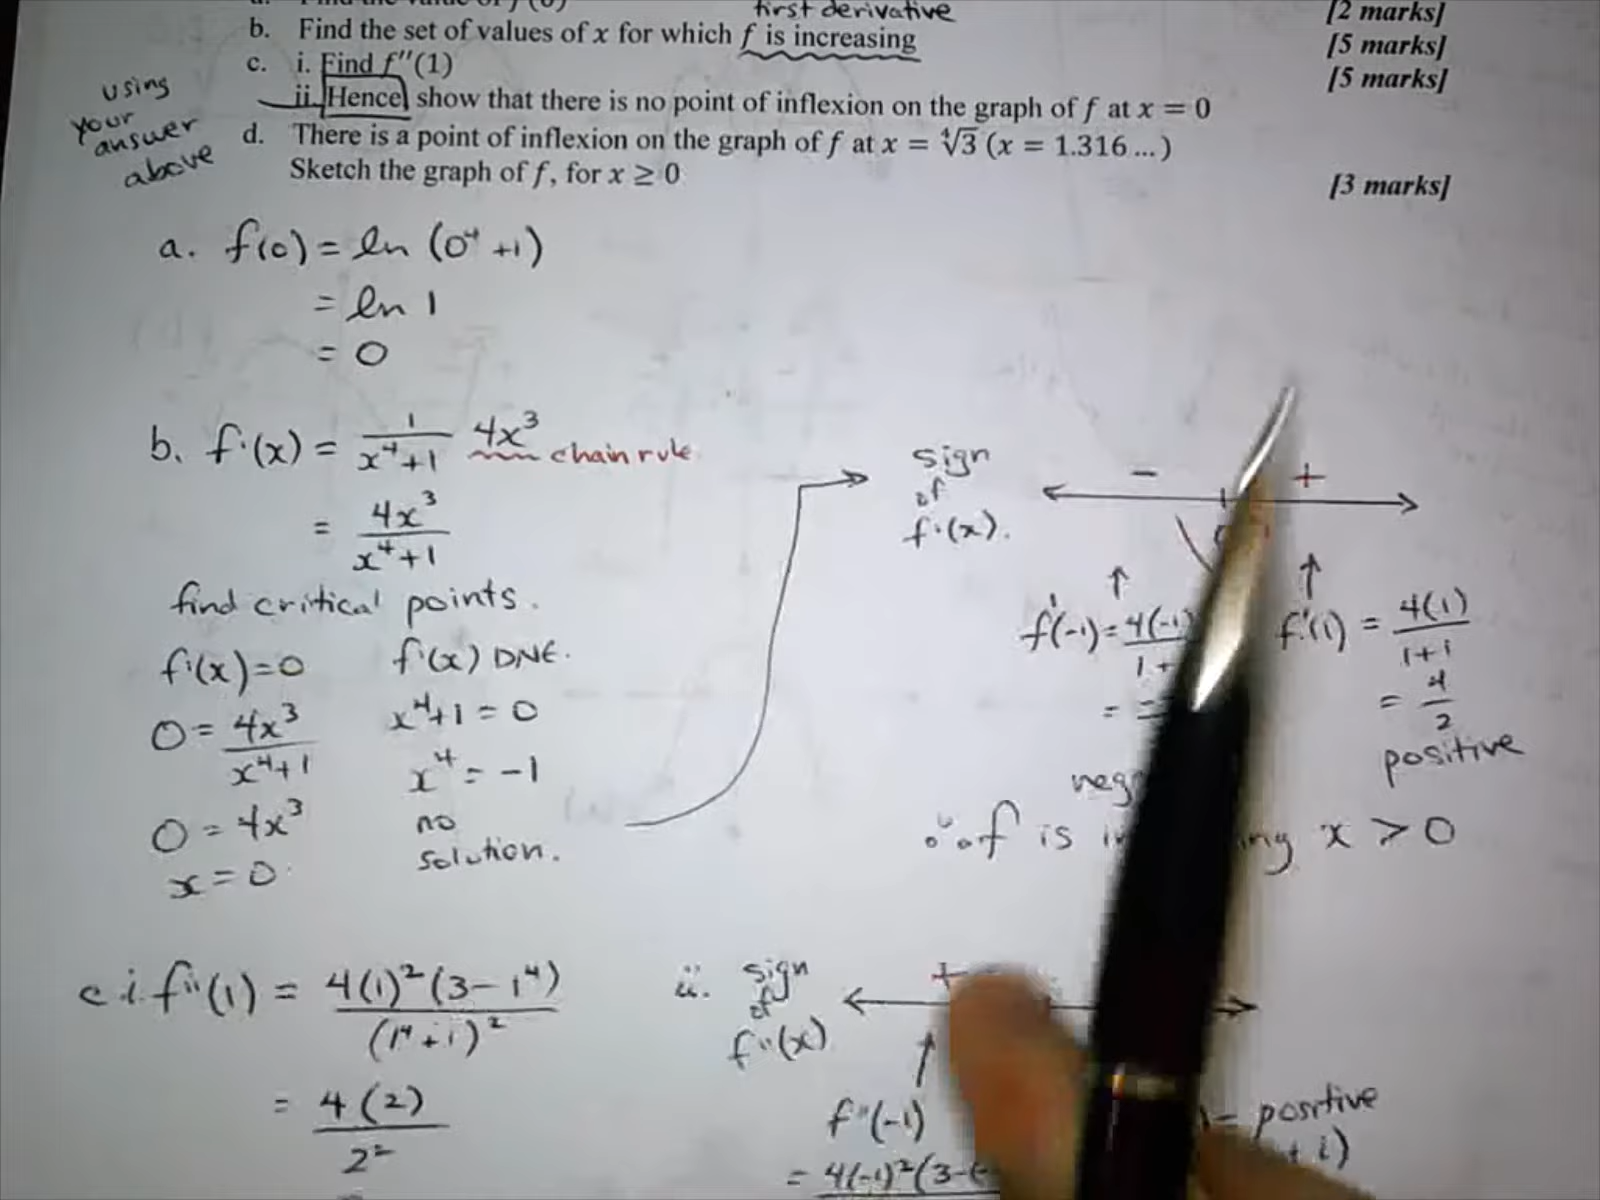 first derivative
[2 marks]
b. Find the set of values of x for which f is increasing
[5 marks]
c. i. Find f''(1)
[5 marks]
ii. Hence show that there is no point of inflexion on the graph of f at x = 0
using your answer above
d. There is a point of inflexion on the graph of f at x = ∜3 (x = 1.316 ...)
Sketch the graph of f, for x ≥ 0
[3 marks]
a. f(0) = ln (0⁴ +1)
= ln 1
= 0
b. f'(x) = 1/(x⁴+1) 4x³ chain rule
= 4x³/(x⁴+1)
find critical points.
f'(x)=0
0 = 4x³/(x⁴+1)
0 = 4x³
x = 0
f'(x) DNE.
x⁴+1 = 0
x⁴ = -1
no
solution.
sign
of
f'(x).
- +
f'(-1) = 4(-1)
= 
f'(1) = 4(1)/(1+1)
= 4/2
positive
∴ f is x > 0
c i. f''(1) = 4(1)²(3-1⁴)/(1⁴+1)²
= 4(2)/2²
ii. sign
of
f''(x)
+
f''(-1)
= 4(-1)²(3-(-
positive